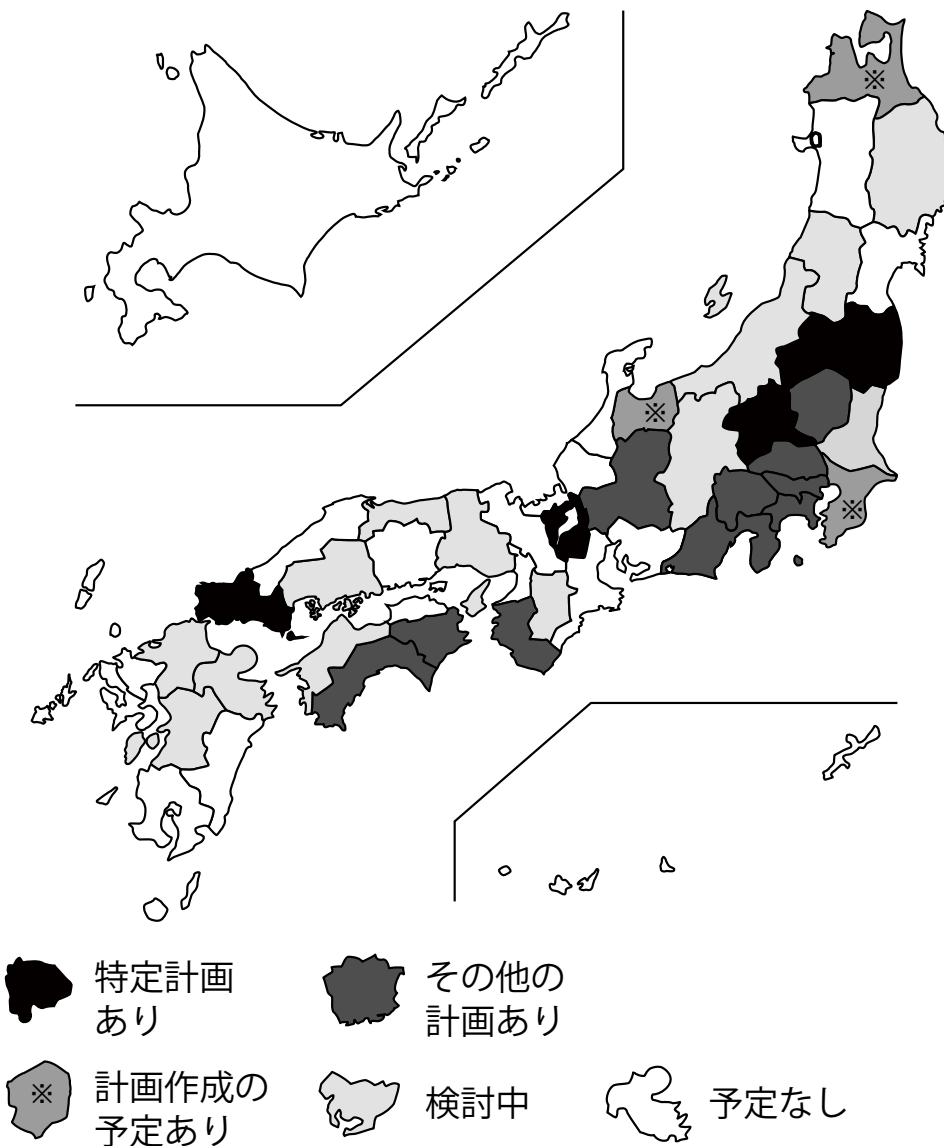 ※
※
※
特定計画
あり
その他の
計画あり
※
計画作成の
予定あり
検討中
予定なし